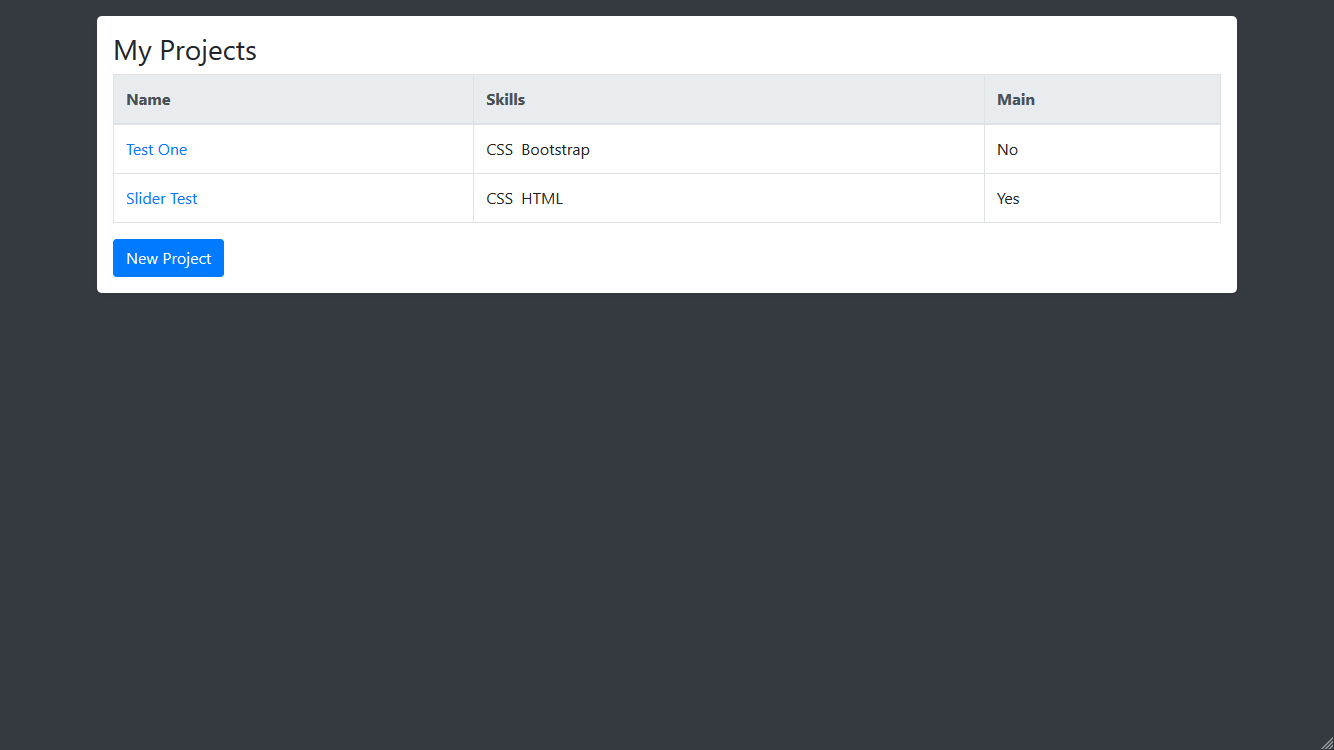 My Projects
Name Skills Main
Test One CSS Bootstrap No
Slider Test CSS HTML Yes
New Project